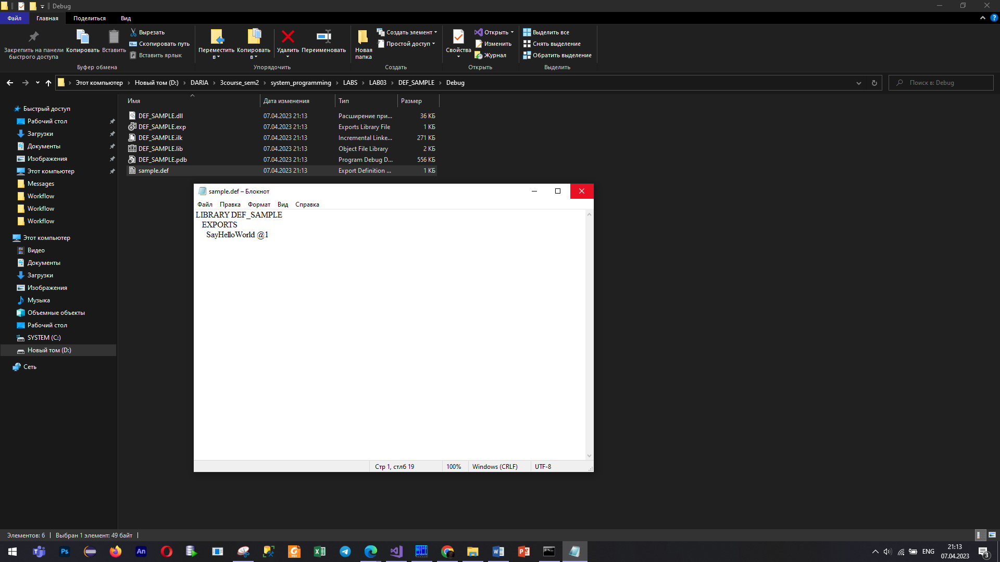 Debug
Файл Главная Поделиться Вид
Закрепить на панели быстрого доступа
Копировать
Вставить
Вырезать
Скопировать путь
Вставить ярлык
Буфер обмена
Переместить в
Копировать в
Удалить
Переименовать
Упорядочить
Новая папка
Создать элемент
Простой доступ
Создать
Свойства
Открыть
Изменить
Журнал
Открыть
Выделить все
Снять выделение
Обратить выделение
Выделить
Этот компьютер Новый том (D:) DARIA 3course_sem2 system_programming LABS LAB03 DEF_SAMPLE Debug
Поиск в: Debug
Быстрый доступ
Рабочий стол
Загрузки
Документы
Изображения
Этот компьютер
Messages
Workflow
Workflow
Workflow
Этот компьютер
Видео
Документы
Загрузки
Изображения
Музыка
Объемные объекты
Рабочий стол
SYSTEM (C:)
Новый том (D:)
Сеть
Имя Дата изменения Тип Размер
DEF_SAMPLE.dll 07.04.2023 21:13 Расширение при... 36 КБ
DEF_SAMPLE.exp 07.04.2023 21:13 Exports Library File 1 КБ
DEF_SAMPLE.ilk 07.04.2023 21:13 Incremental Linke... 271 КБ
DEF_SAMPLE.lib 07.04.2023 21:13 Object File Library 2 КБ
DEF_SAMPLE.pdb 07.04.2023 21:13 Program Debug D... 556 КБ
sample.def 07.04.2023 21:13 Export Definition ... 1 КБ
sample.def – Блокнот
Файл Правка Формат Вид Справка
LIBRARY DEF_SAMPLE
EXPORTS
SayHelloWorld @1
Стр 1, стлб 19 100% Windows (CRLF) UTF-8
Элементов: 6 Выбран 1 элемент: 49 байт
Ps
An
ENG
21:13
07.04.2023
3